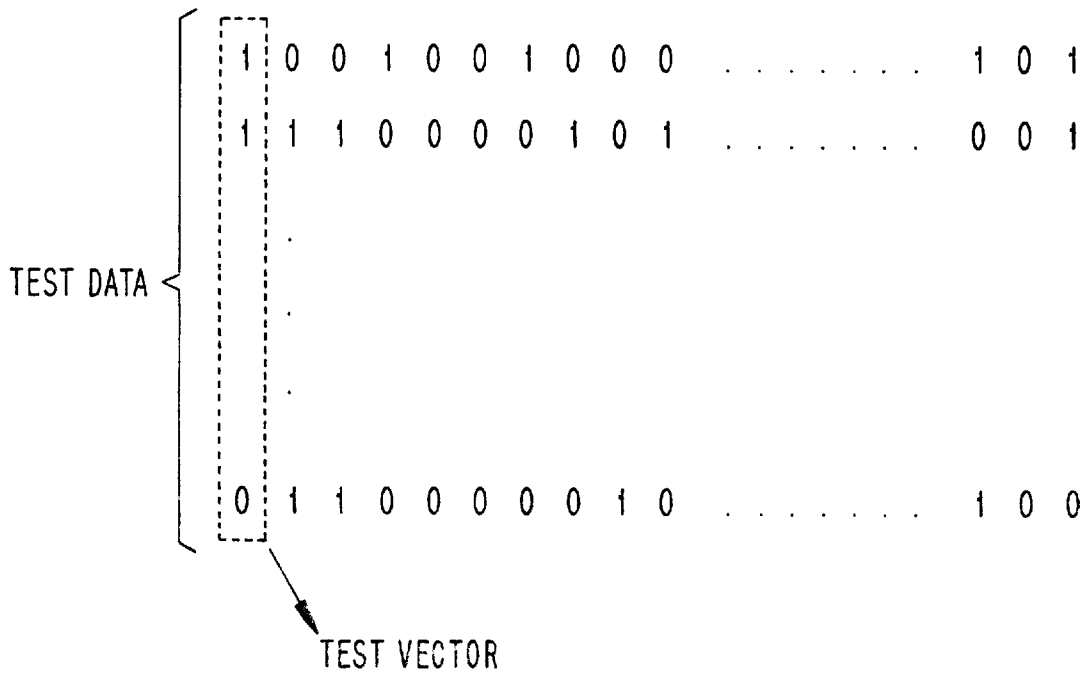 1 0 0 1 0 0 1 0 0 0 . . . . . . . 1 0 1
1 1 1 0 0 0 0 1 0 1 . . . . . . . 0 0 1
.
TEST DATA
.
.
0 1 1 0 0 0 0 0 1 0 . . . . . . . 1 0 0
TEST VECTOR